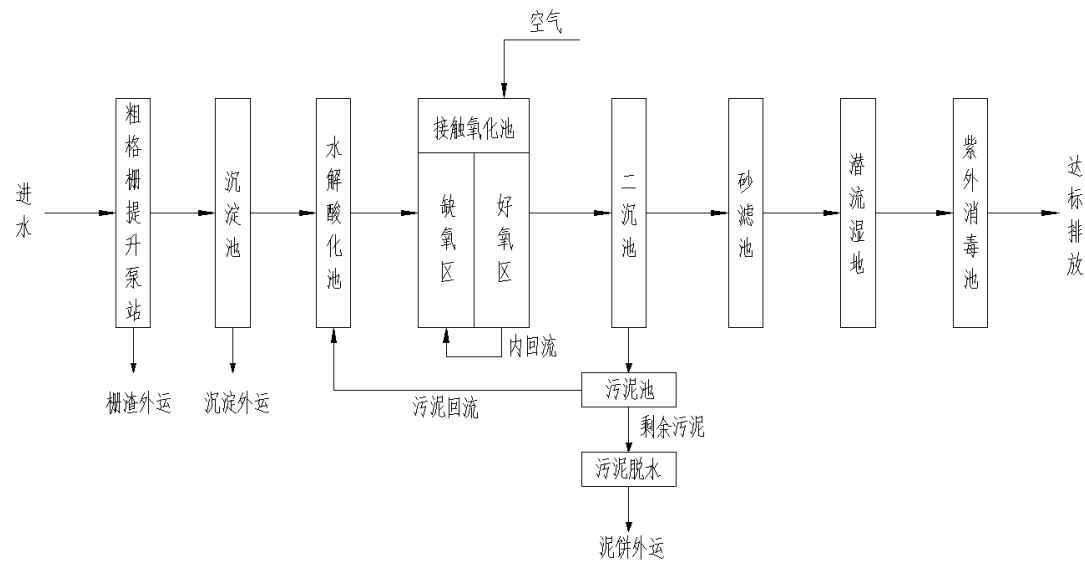 空气
进水
粗格栅提升泵站
沉淀池
水解酸化池
接触氧化池
缺氧区
好氧区
二沉池
砂滤池
潜流湿地
紫外消毒池
达标排放
内回流
栅渣外运
沉淀外运
污泥回流
污泥池
剩余污泥
污泥脱水
泥饼外运